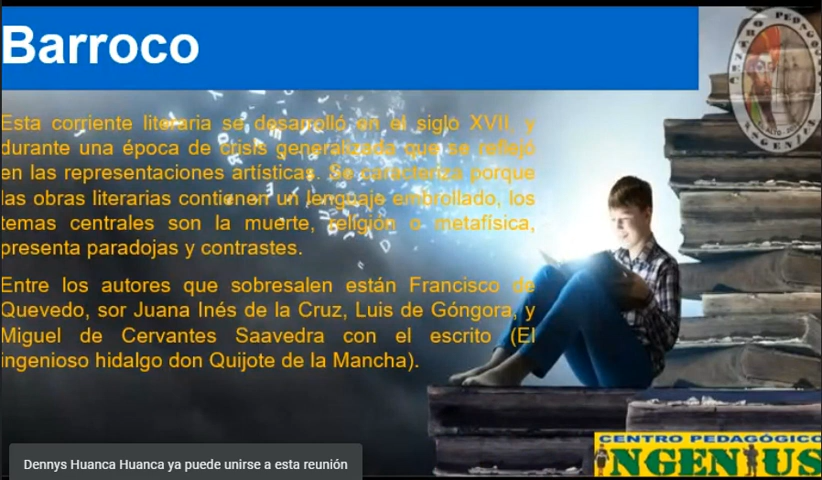 Barroco
Esta corriente literaria se desarrolló en el siglo XVII, y
durante una época de crisis generalizada que se reflejó
en las representaciones artísticas. Se caracteriza porque
las obras literarias contienen un lenguaje embrollado, los
temas centrales son la muerte, religión o metafísica,
presenta paradojas y contrastes.
Entre los autores que sobresalen están Francisco de
Quevedo, sor Juana Inés de la Cruz, Luis de Góngora, y
Miguel de Cervantes Saavedra con el escrito (El
ingenioso hidalgo don Quijote de la Mancha).
CENTRO PEDAGÓGICO
INGENIUS
Dennys Huanca Huanca ya puede unirse a esta reunión